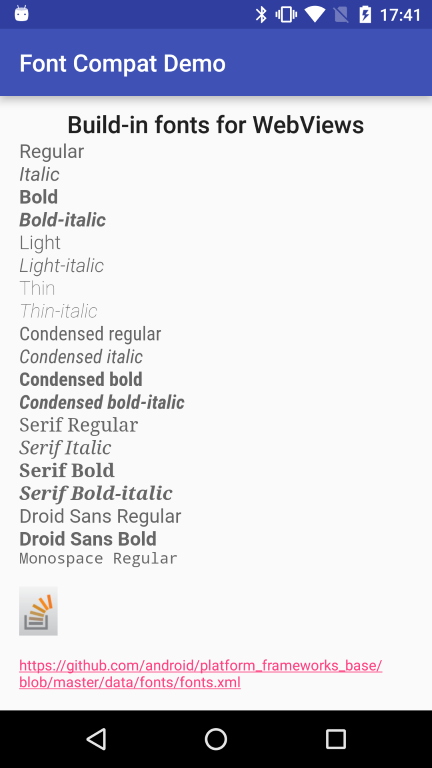 17:41
Font Compat Demo
Build-in fonts for WebViews
Regular
Italic
Bold
Bold-italic
Light
Light-italic
Thin
Thin-italic
Condensed regular
Condensed italic
Condensed bold
Condensed bold-italic
Serif Regular
Serif Italic
Serif Bold
Serif Bold-italic
Droid Sans Regular
Droid Sans Bold
Monospace Regular
https://github.com/android/platform_frameworks_base/
blob/master/data/fonts/fonts.xml